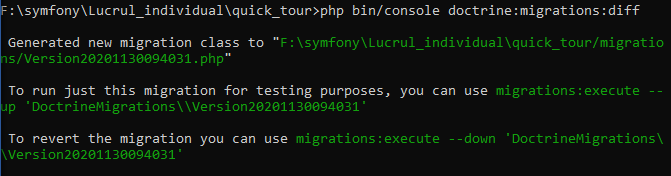 F:\symfony\Lucrul_individual\quick_tour>php bin/console doctrine:migrations:diff
Generated new migration class to "F:\symfony\Lucrul_individual\quick_tour/migratio
ns/Version20201130094031.php"
To run just this migration for testing purposes, you can use migrations:execute --
up 'DoctrineMigrations\\Version20201130094031'
To revert the migration you can use migrations:execute --down 'DoctrineMigrations\
\Version20201130094031'